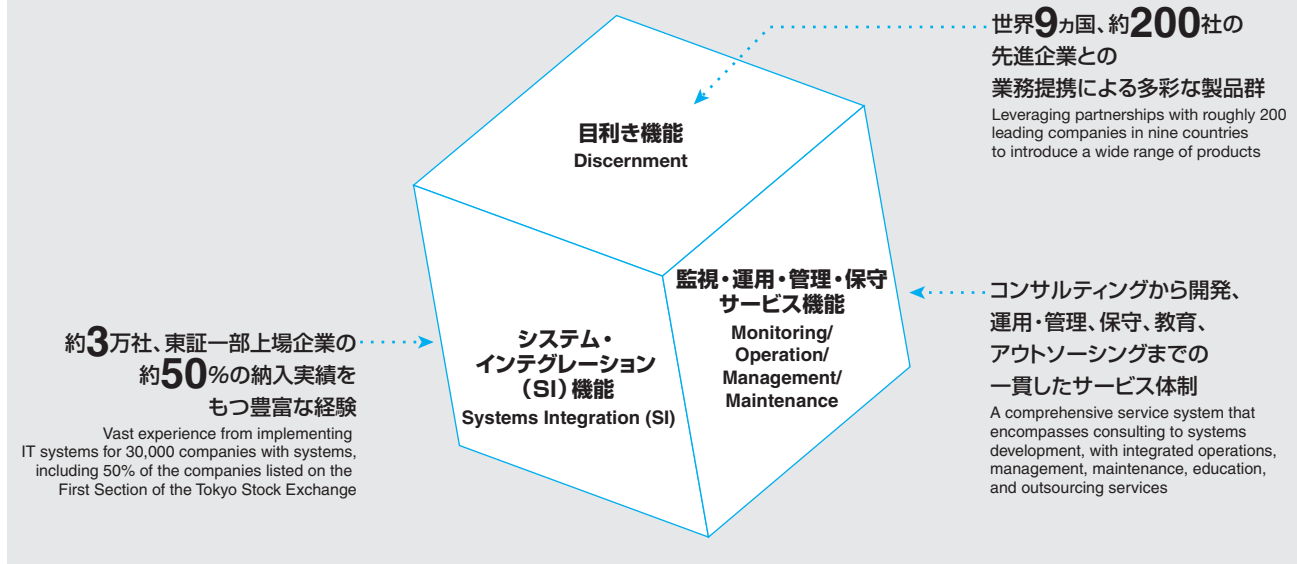 世界9ヵ国、約200社の
先進企業との
業務提携による多彩な製品群
Leveraging partnerships with roughly 200
leading companies in nine countries
to introduce a wide range of products
目利き機能
Discernment
監視・運用・管理・保守
サービス機能
Monitoring/
Operation/
Management/
Maintenance
コンサルティングから開発、
運用・管理、保守、教育、
アウトソーシングまでの
一貫したサービス体制
A comprehensive service system that
encompasses consulting to systems
development, with integrated operations,
management, maintenance, education,
and outsourcing services
システム・
インテグレーション
（SI）機能
Systems Integration (SI)
約3万社、東証一部上場企業の
約50%の納入実績を
もつ豊富な経験
Vast experience from implementing
IT systems for 30,000 companies with systems,
including 50% of the companies listed on the
First Section of the Tokyo Stock Exchange